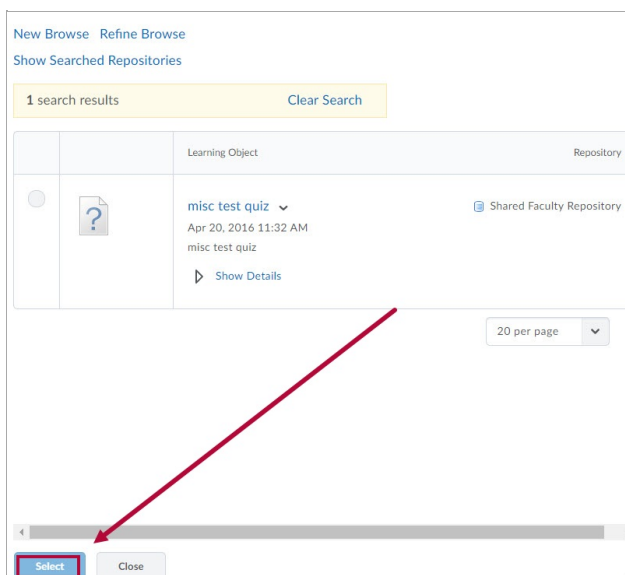 New Browse Refine Browse
Show Searched Repositories
1 search results Clear Search
Learning Object Repository
misc test quiz Shared Faculty Repository
Apr 20, 2016 11:32 AM
misc test quiz
Show Details
20 per page
Select Close